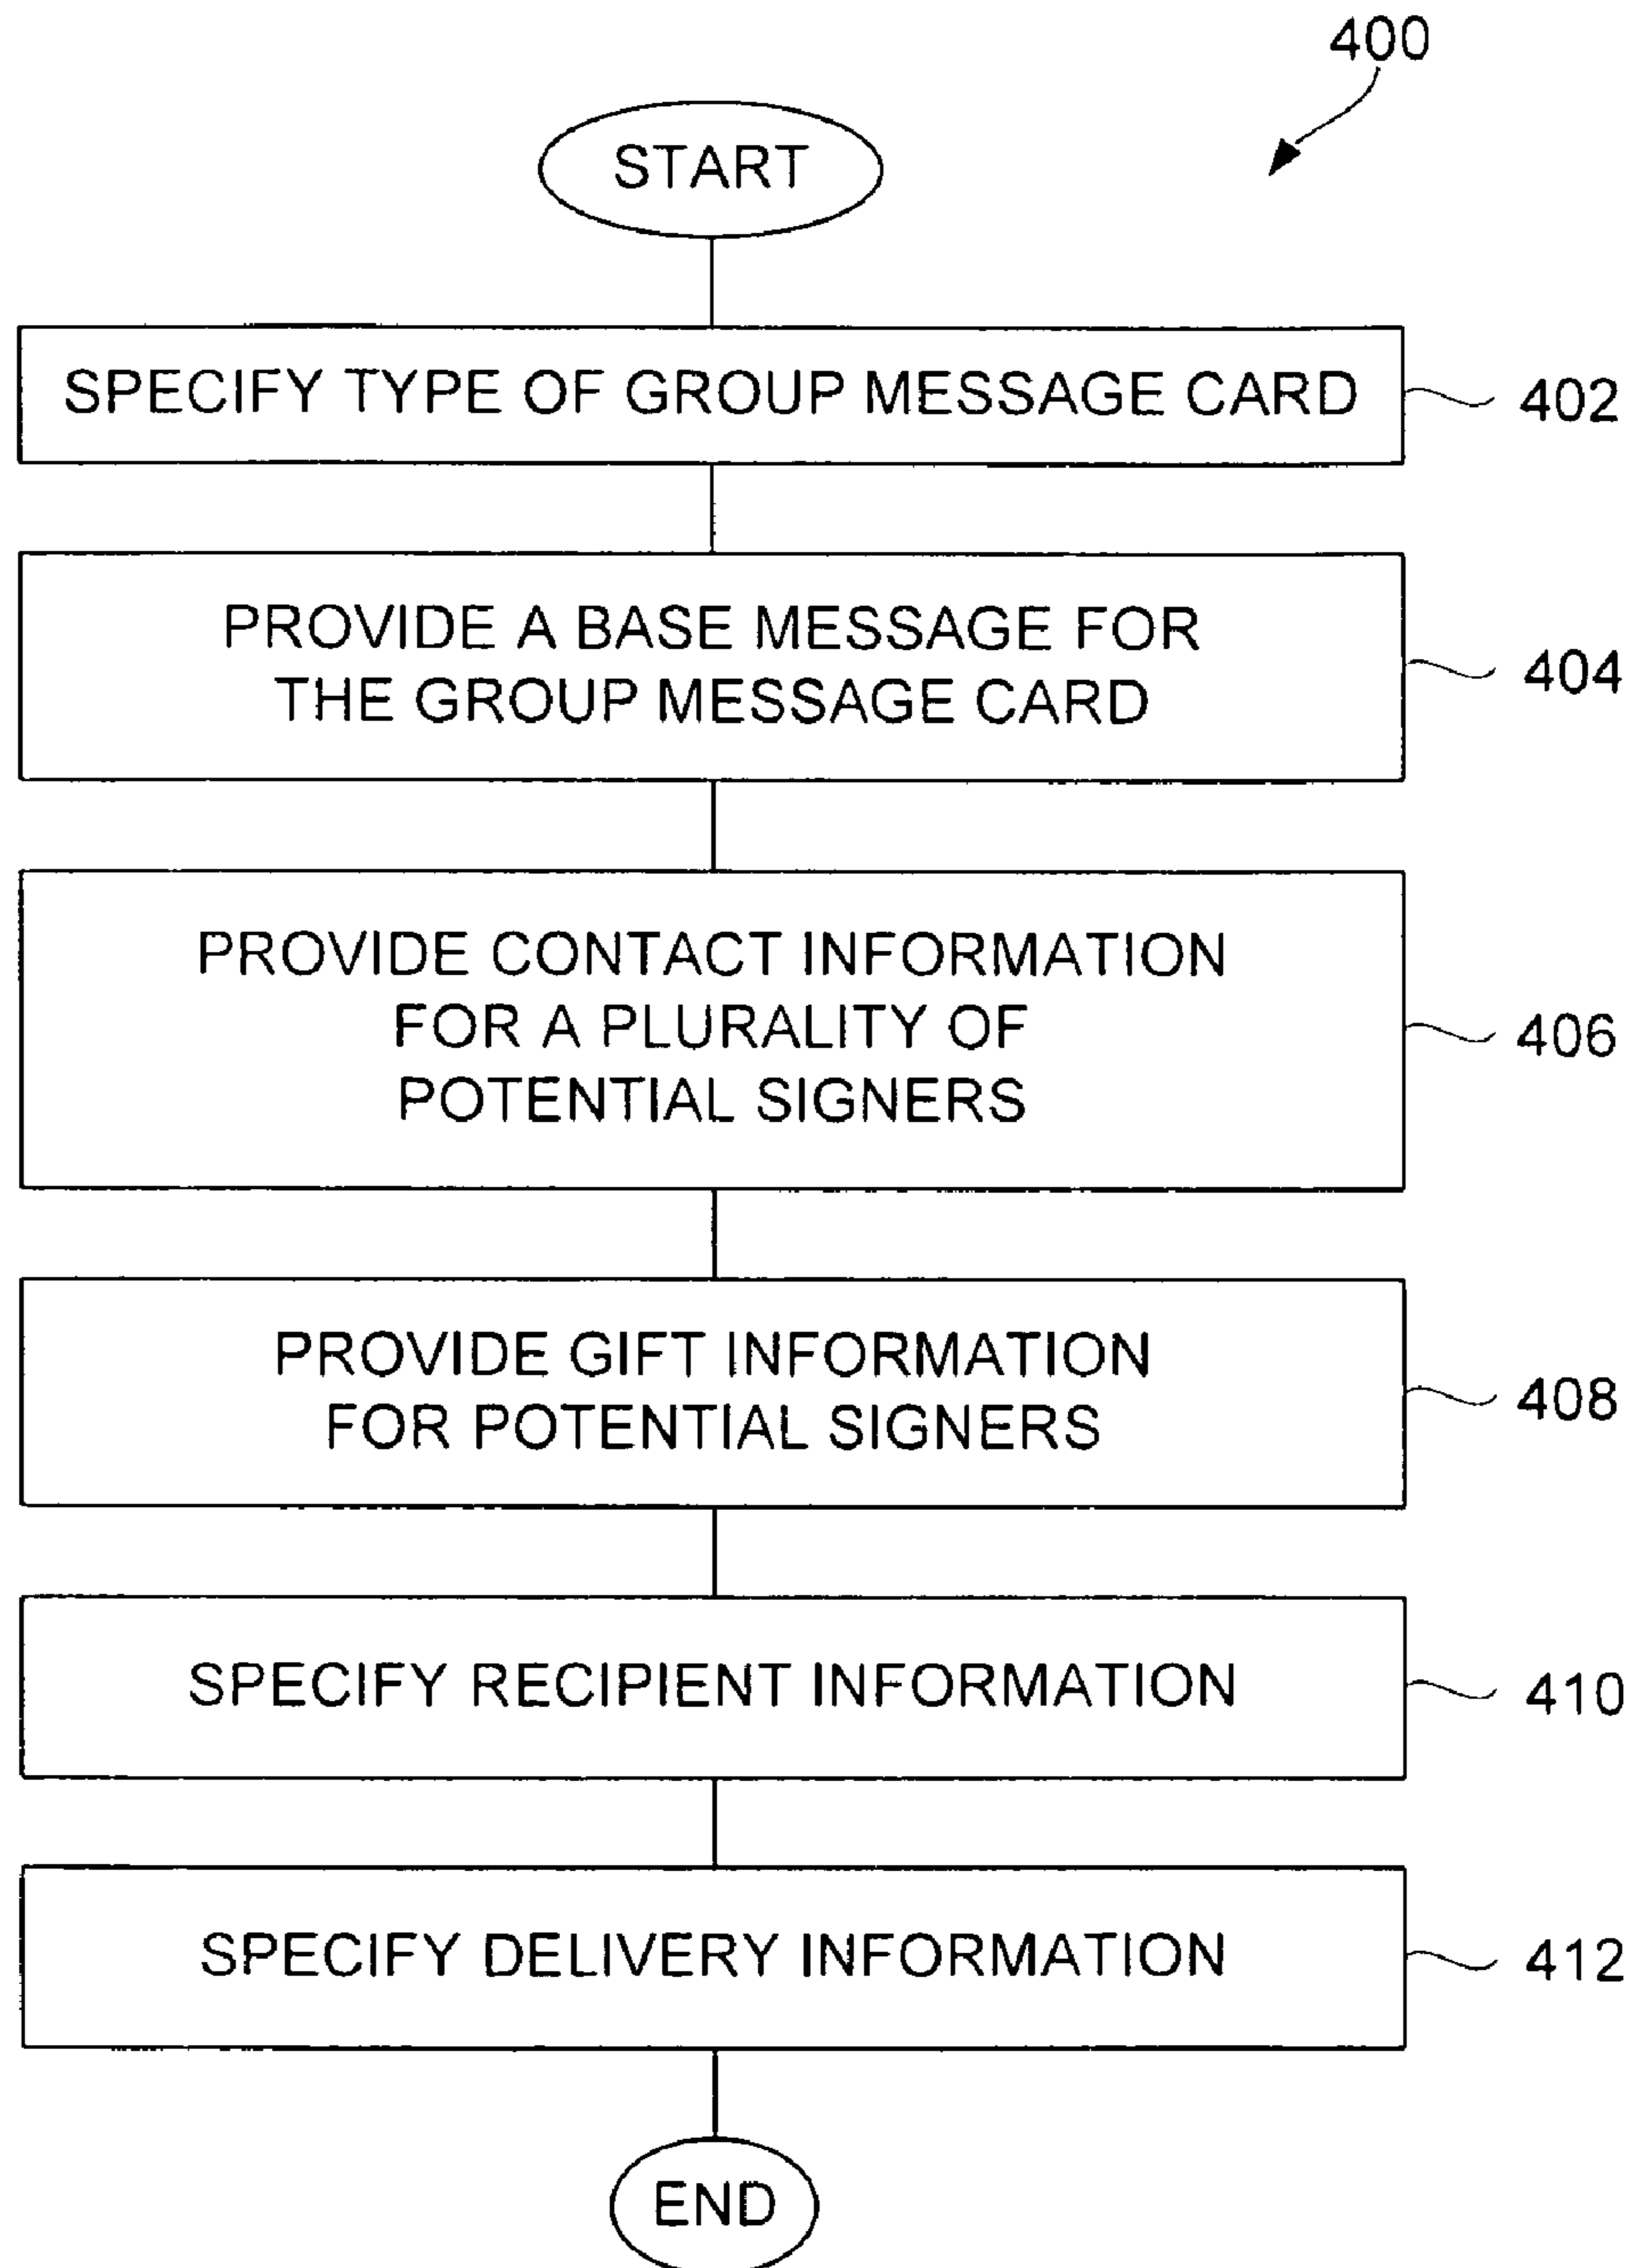 400
START
SPECIFY TYPE OF GROUP MESSAGE CARD
402
PROVIDE A BASE MESSAGE FOR
THE GROUP MESSAGE CARD
404
PROVIDE CONTACT INFORMATION
FOR A PLURALITY OF
POTENTIAL SIGNERS
406
PROVIDE GIFT INFORMATION
FOR POTENTIAL SIGNERS
408
SPECIFY RECIPIENT INFORMATION
410
SPECIFY DELIVERY INFORMATION
412
END